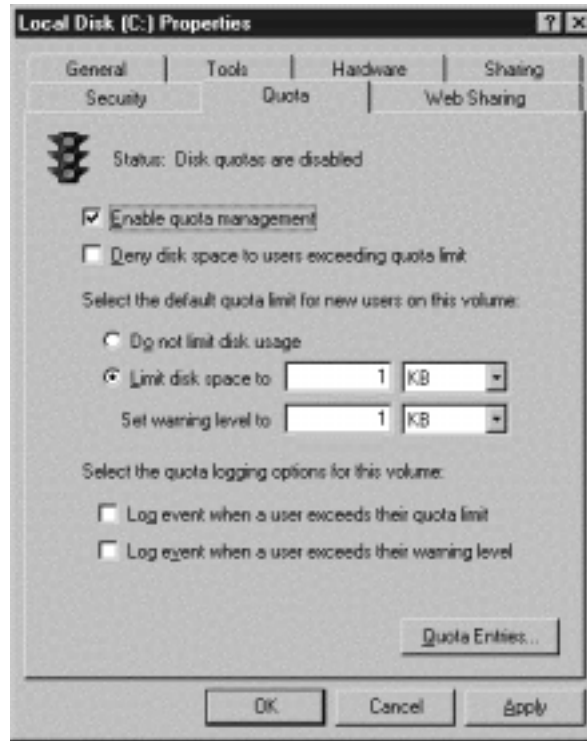 Local Disk (C:) Properties
General Tools Hardware Sharing
Security Quota Web Sharing
Status: Disk quotas are disabled
Enable quota management
Deny disk space to users exceeding quota limit
Select the default quota limit for new users on this volume:
Do not limit disk usage
Limit disk space to 1 KB
Set warning level to 1 KB
Select the quota logging options for this volume:
Log event when a user exceeds their quota limit
Log event when a user exceeds their warning level
Quota Entries...
OK Cancel Apply